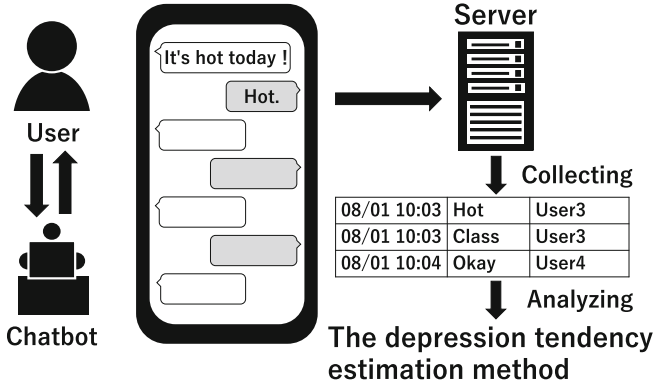 User
Chatbot
It's hot today !
Hot.
Server
Collecting
08/01 10:03 Hot User3
08/01 10:03 Class User3
08/01 10:04 Okay User4
Analyzing
The depression tendency
estimation method